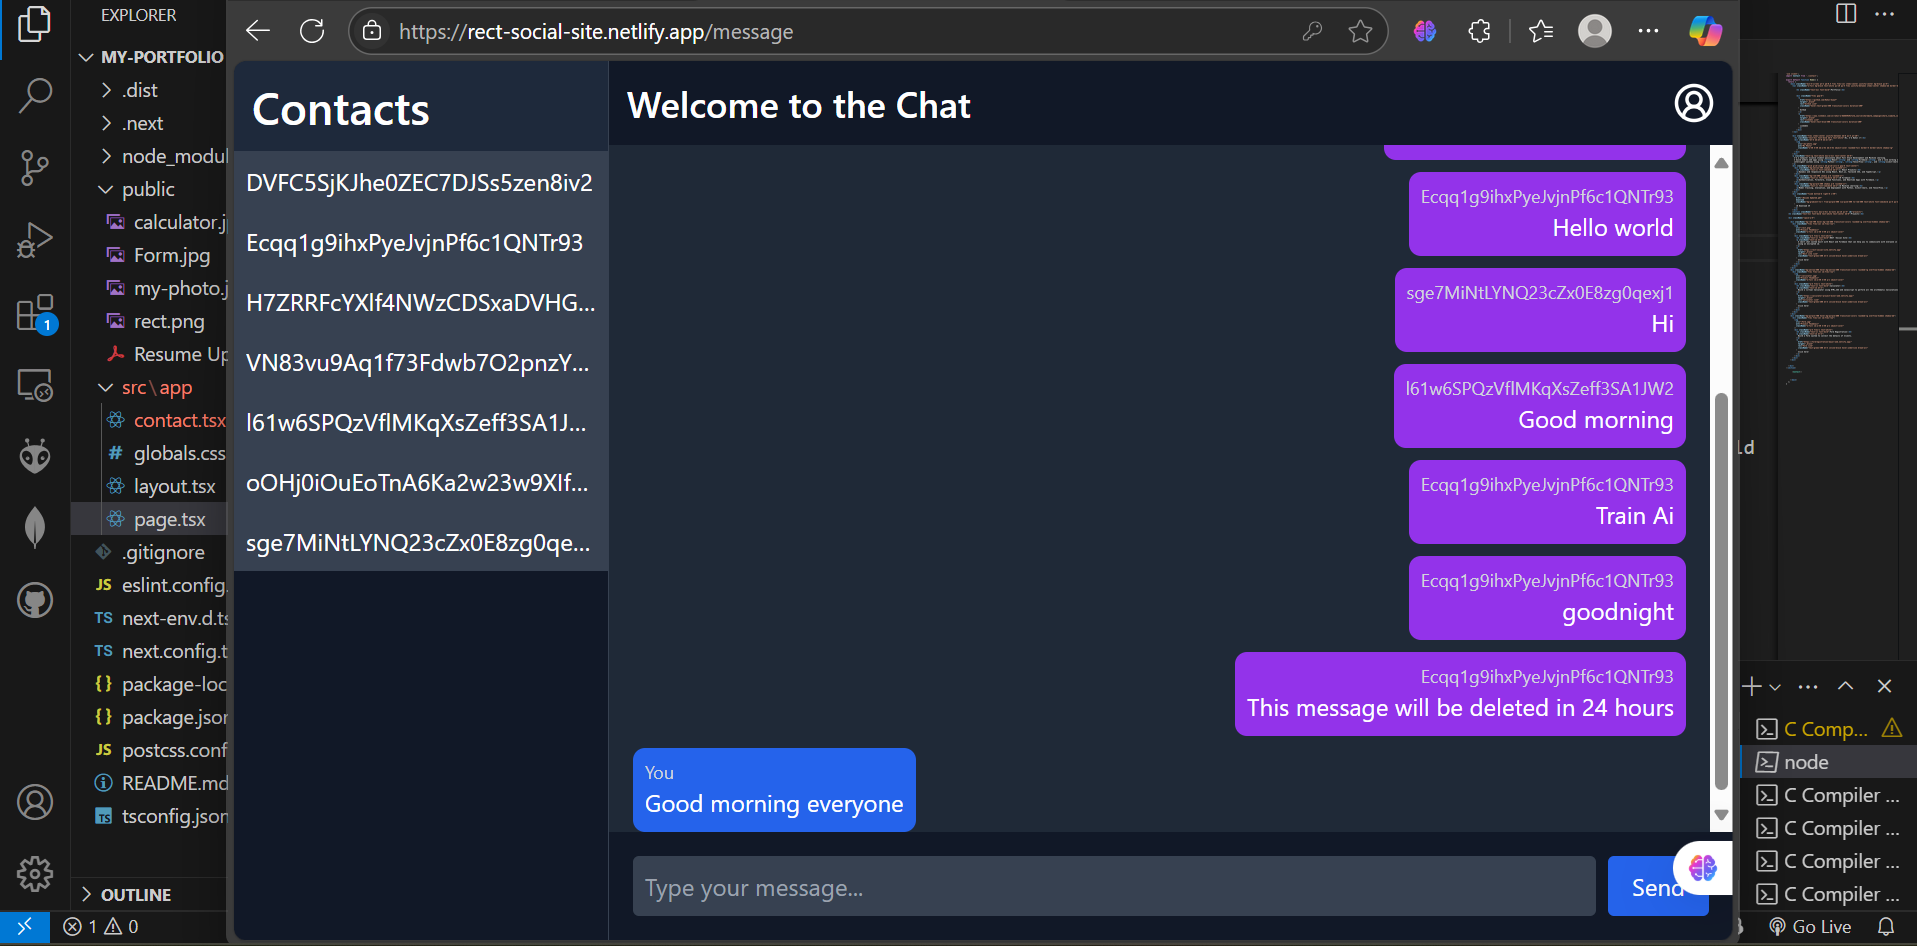 EXPLORER
MY-PORTFOLIO
.dist
.next
node_modul
public
calculator.j
Form.jpg
my-photo.j
rect.png
Resume Up
src\app
contact.tsx
globals.css
layout.tsx
page.tsx
.gitignore
eslint.config.
next-env.d.ts
next.config.t
package-loc
package.json
postcss.conf
README.md
tsconfig.json
OUTLINE
1
1 0
https://rect-social-site.netlify.app/message
Contacts
DVFC5SjKJhe0ZEC7DJSs5zen8iv2
Ecqq1g9ihxPyeJvjnPf6c1QNTr93
H7ZRRFcYXlf4NWzCDSxaDVHG...
VN83vu9Aq1f73Fdwb7O2pnzY...
l61w6SPQzVflMKqXsZeff3SA1J...
oOHj0iOuEoTnA6Ka2w23w9XIf...
sge7MiNtLYNQ23cZx0E8zg0qe...
Welcome to the Chat
Ecqq1g9ihxPyeJvjnPf6c1QNTr93
Hello world
sge7MiNtLYNQ23cZx0E8zg0qexj1
Hi
l61w6SPQzVflMKqXsZeff3SA1JW2
Good morning
Ecqq1g9ihxPyeJvjnPf6c1QNTr93
Train Ai
Ecqq1g9ihxPyeJvjnPf6c1QNTr93
goodnight
Ecqq1g9ihxPyeJvjnPf6c1QNTr93
This message will be deleted in 24 hours
You
Good morning everyone
Type your message...
Send
ld
C Comp...
node
C Compiler ...
C Compiler ...
C Compiler ...
C Compiler ...
Go Live